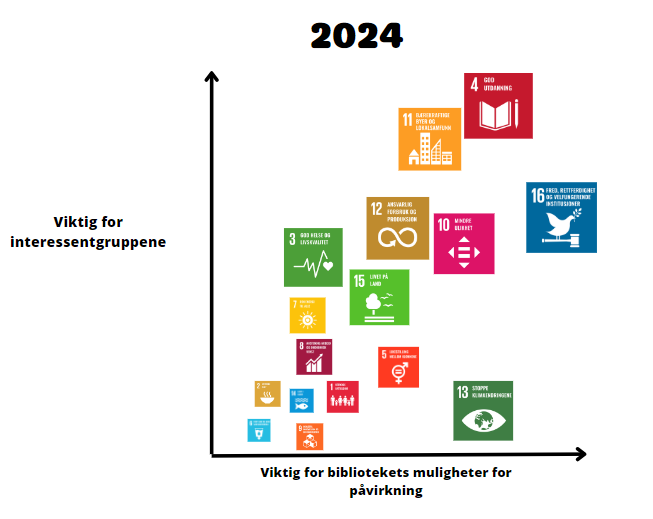 2024
4 GOD
UTDANNING
11 BÆREKRAFTIGE
BYER OG
LOKALSAMFUNN
16 FRED, RETTFERDIGHET
OG VELFUNGERENDE
INSTITUSJONER
12 ANSVARLIG
FORBRUK OG
PRODUKSJON
10 MINDRE
ULIKHET
Viktig for
interessentgruppene
3 GOD HELSE OG
LIVSKVALITET
15 LIVET PÅ
LAND
7
8
5
2
14
1
13 STOPPE
KLIMAENDRINGENE
6
9
Viktig for bibliotekets muligheter for
påvirkning